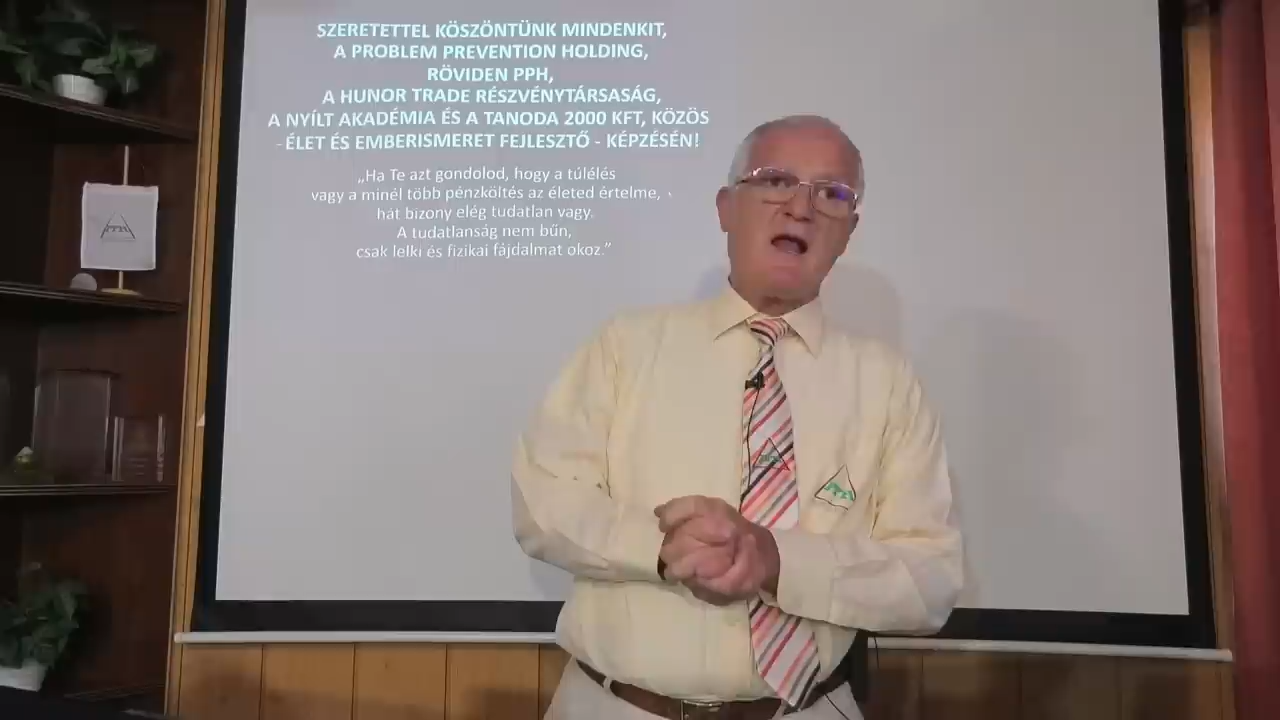 SZERETETTEL KÖSZÖNTÜNK MINDENKIT,
A PROBLEM PREVENTION HOLDING,
RÖVIDEN PPH,
A HUNOR TRADE RÉSZVÉNYTÁRSASÁG,
A NYÍLT AKADÉMIA ÉS A TANODA 2000 KFT, KÖZÖS
- ÉLET ÉS EMBERISMERET FEJLESZTŐ - KÉPZÉSÉN!
„Ha Te azt gondolod, hogy a túlélés
vagy a minél több pénzköltés az életed értelme,
hát bizony elég tudatlan vagy.
A tudatlanság nem bűn,
csak lelki és fizikai fájdalmat okoz.”